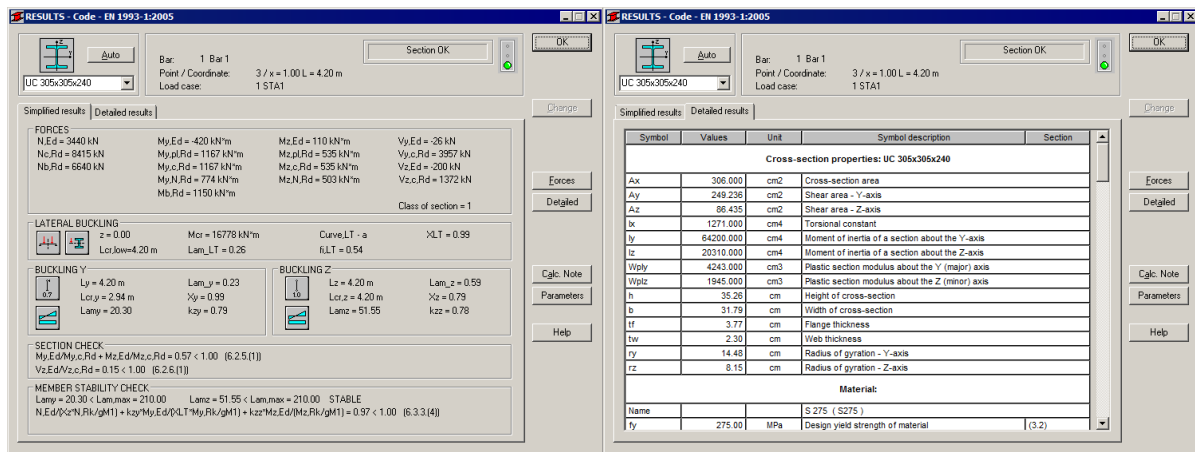 RESULTS - Code - EN 1993-1:2005
Auto
Bar: 1 Bar 1
Point / Coordinate: 3 / x = 1.00 L = 4.20 m
Load case: 1 STA1
Section OK
OK
UC 305x305x240
Simplified results Detailed results
Change
FORCES
N,Ed = 3440 kN My,Ed = -420 kN*m Mz,Ed = 110 kN*m Vy,Ed = -26 kN
Nc,Rd = 8415 kN My,pl,Rd = 1167 kN*m Mz,pl,Rd = 535 kN*m Vy,c,Rd = 3957 kN
Nb,Rd = 6640 kN My,c,Rd = 1167 kN*m Mz,c,Rd = 535 kN*m Vz,Ed = -200 kN
My,N,Rd = 774 kN*m Mz,N,Rd = 503 kN*m Vz,c,Rd = 1372 kN
Mb,Rd = 1150 kN*m
Class of section = 1
Forces
Detailed
LATERAL BUCKLING
z = 0.00 Mcr = 16778 kN*m Curve,LT - a XLT = 0.99
Lcr,low=4.20 m Lam_LT = 0.26 fi,LT = 0.54
BUCKLING Y
Ly = 4.20 m Lam_y = 0.23
0.7 Lcr,y = 2.94 m Xy = 0.99
Lamy = 20.30 kzy = 0.79
BUCKLING Z
Lz = 4.20 m Lam_z = 0.59
1.0 Lcr,z = 4.20 m Xz = 0.79
Lamz = 51.55 kzz = 0.78
Calc. Note
Parameters
Help
SECTION CHECK
My,Ed/My,c,Rd + Mz,Ed/Mz,c,Rd = 0.57 < 1.00 (6.2.5.(1))
Vz,Ed/Vz,c,Rd = 0.15 < 1.00 (6.2.6.(1))
MEMBER STABILITY CHECK
Lamy = 20.30 < Lam,max = 210.00 Lamz = 51.55 < Lam,max = 210.00 STABLE
N,Ed/(Xz*N,Rk/gM1) + kzy*My,Ed/(XLT*My,Rk/gM1) + kzz*Mz,Ed/(Mz,Rk/gM1) = 0.97 < 1.00 (6.3.3.(4))
RESULTS - Code - EN 1993-1:2005
Auto
Bar: 1 Bar 1
Point / Coordinate: 3 / x = 1.00 L = 4.20 m
Load case: 1 STA1
Section OK
OK
UC 305x305x240
Simplified results Detailed results
Change
Symbol Values Unit Symbol description Section
Cross-section properties: UC 305x305x240
Ax 306.000 cm2 Cross-section area
Ay 249.236 cm2 Shear area - Y-axis
Az 86.435 cm2 Shear area - Z-axis
Ix 1271.000 cm4 Torsional constant
Iy 64200.000 cm4 Moment of inertia of a section about the Y-axis
Iz 20310.000 cm4 Moment of inertia of a section about the Z-axis
Wply 4243.000 cm3 Plastic section modulus about the Y (major) axis
Wplz 1945.000 cm3 Plastic section modulus about the Z (minor) axis
h 35.26 cm Height of cross-section
b 31.79 cm Width of cross-section
tf 3.77 cm Flange thickness
tw 2.30 cm Web thickness
ry 14.48 cm Radius of gyration - Y-axis
rz 8.15 cm Radius of gyration - Z-axis
Material:
Name S 275 ( S275 )
fy 275.00 MPa Design yield strength of material (3.2)
Forces
Detailed
Calc. Note
Parameters
Help